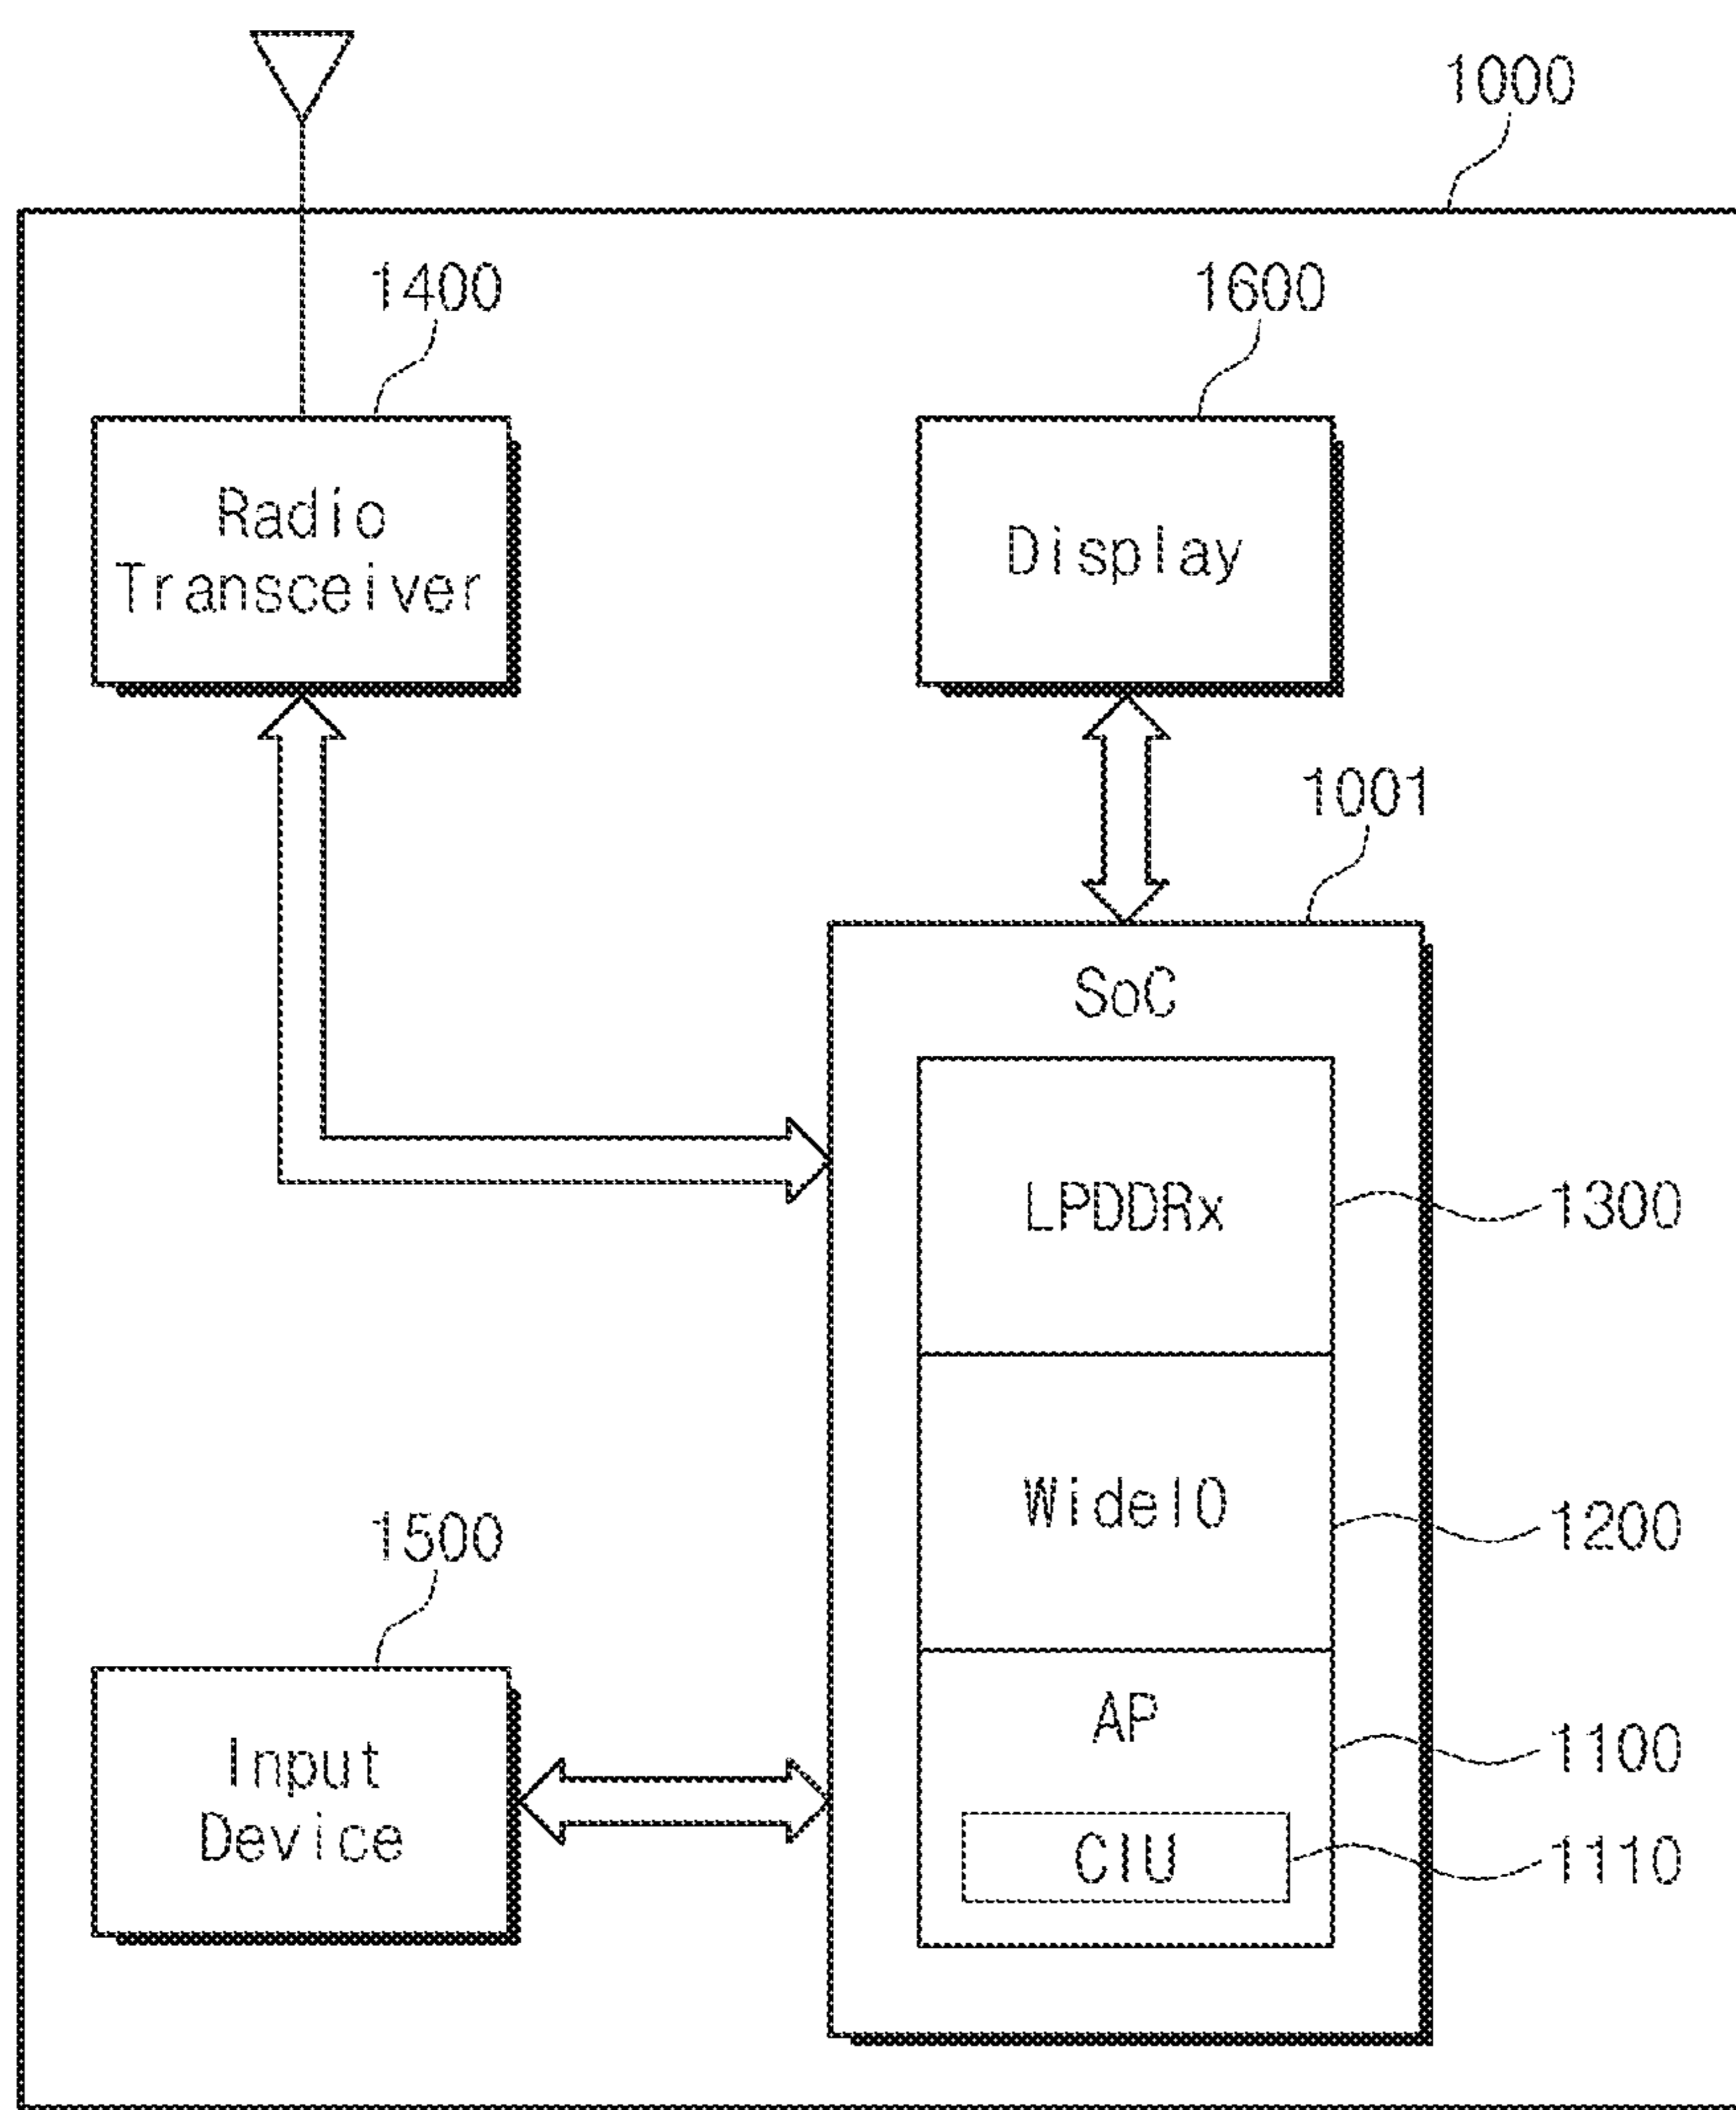 1000
1400
1600
Radio
Transceiver
Display
1001
SoC
LPDDRx
1300
WideIO
1200
1500
Input
Device
AP
1100
CIU
1110